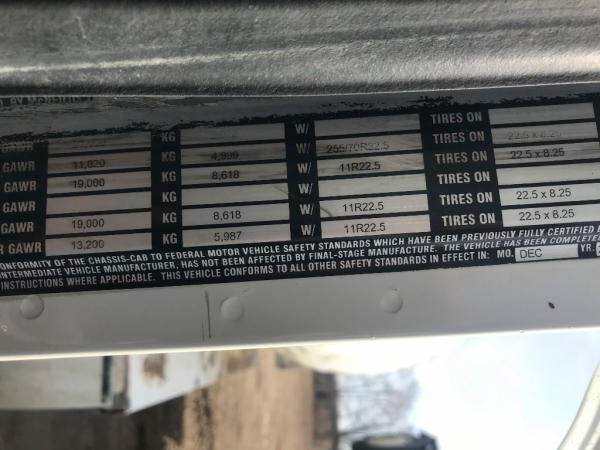 KG W/ TIRES ON
GAWR 11,020 KG 4,999 W/ 255/70R22.5 TIRES ON 22.5 x 8.25
GAWR 19,000 KG 8,618 W/ 11R22.5 TIRES ON 22.5 x 8.25
GAWR KG W/ TIRES ON
GAWR 19,000 KG 8,618 W/ 11R22.5 TIRES ON 22.5 x 8.25
R GAWR 13,200 KG 5,987 W/ 11R22.5 TIRES ON 22.5 x 8.25
CONFORMITY OF THE CHASSIS-CAB TO FEDERAL MOTOR VEHICLE SAFETY STANDARDS WHICH HAVE BEEN PREVIOUSLY FULLY CERTIFIED
INTERMEDIATE VEHICLE MANUFACTURER, HAS NOT BEEN AFFECTED BY FINAL-STAGE MANUFACTURE. THE VEHICLE HAS BEEN COMPLETE
INSTRUCTIONS WHERE APPLICABLE. THIS VEHICLE CONFORMS TO ALL OTHER SAFETY STANDARDS IN EFFECT IN: MO. DEC YR.